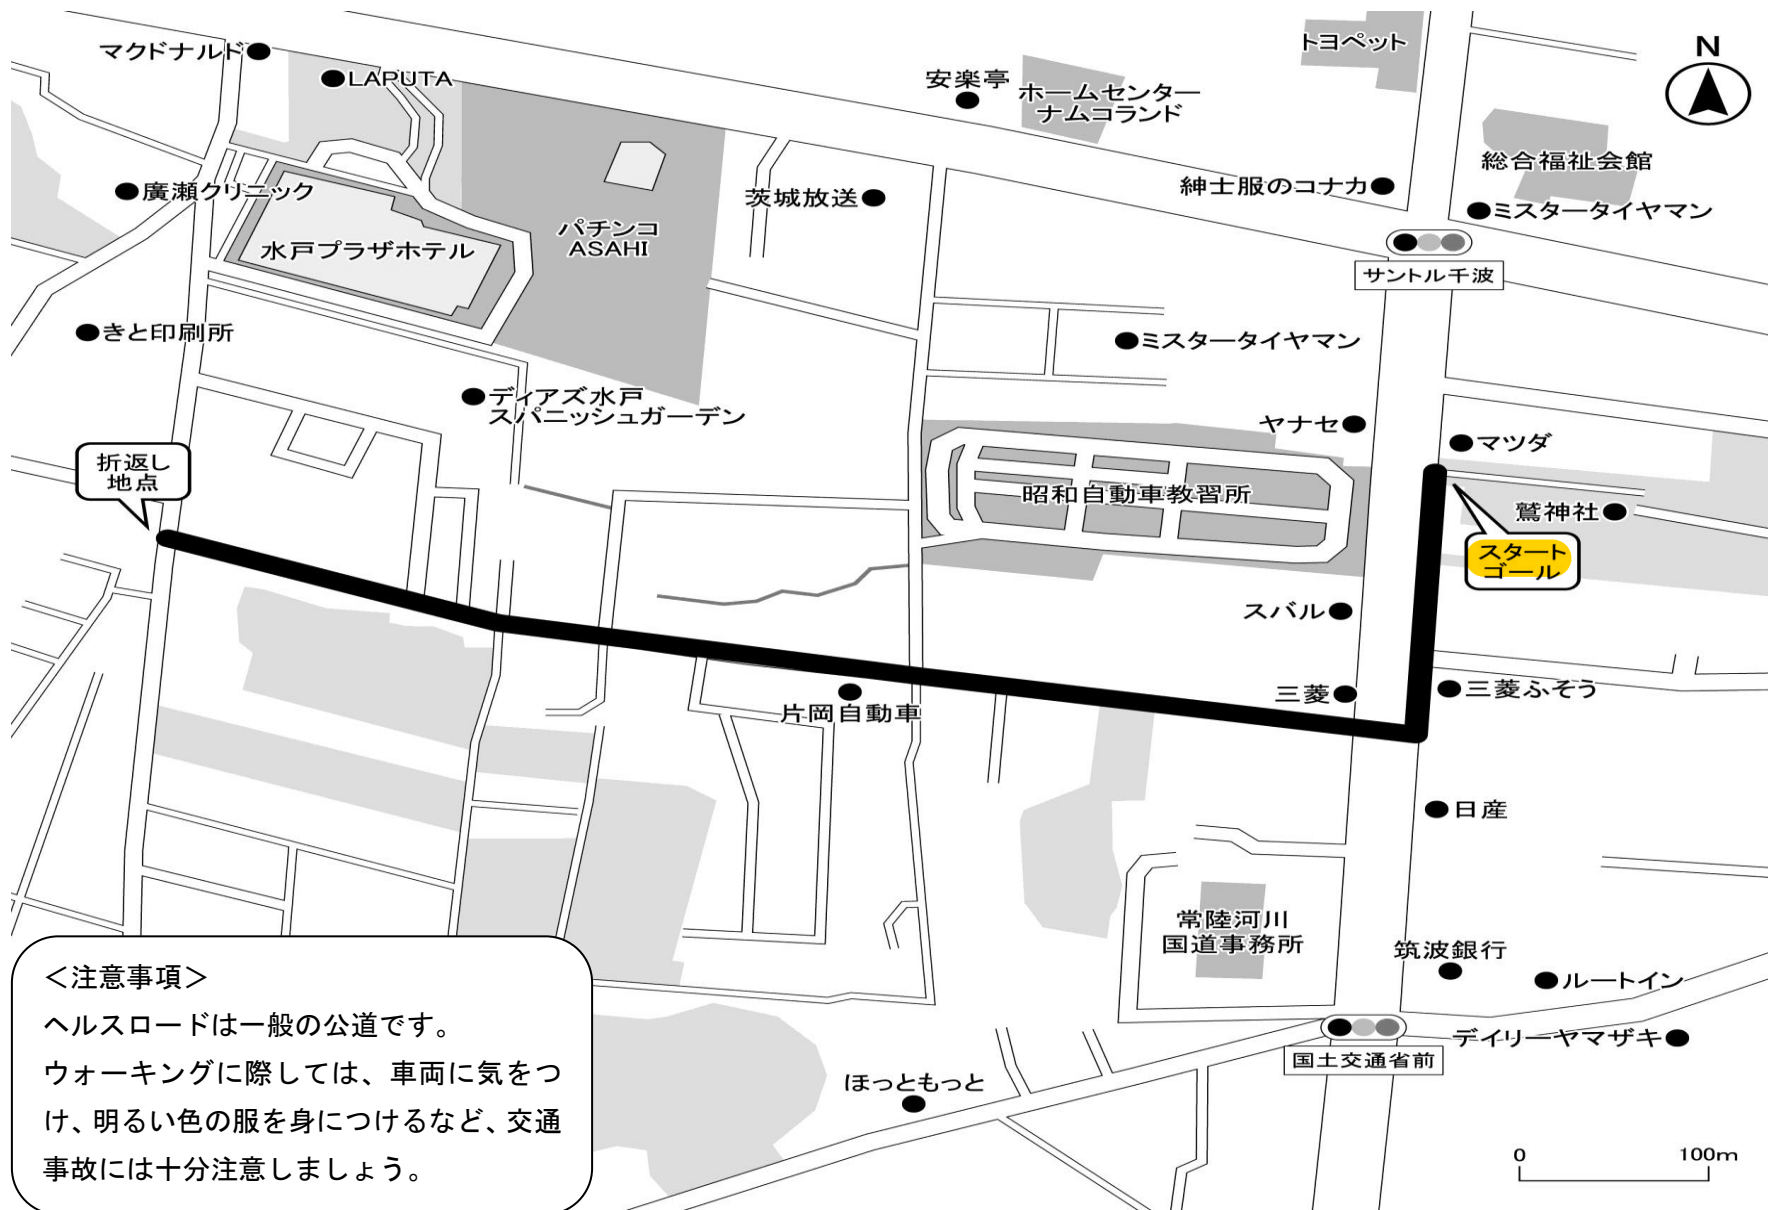 マクドナルド
LAPUTA
安楽亭
ホームセンター
ナムコランド
トヨペット
N
総合福祉会館
廣瀬クリニック
茨城放送
紳士服のコナカ
ミスタータイヤマン
水戸プラザホテル
パチンコ
ASAHI
サントル千波
きと印刷所
ミスタータイヤマン
ディアズ水戸
スパニッシュガーデン
ヤナセ
マツダ
折返し
地点
昭和自動車教習所
鷲神社
スタート
ゴール
スバル
三菱
三菱ふそう
片岡自動車
日産
常陸河川
国道事務所
筑波銀行
ルートイン
デイリーヤマザキ
国土交通省前
ほっともっと
<注意事項>
ヘルスロードは一般の公道です。
ウォーキングに際しては、車両に気をつ
け、明るい色の服を身につけるなど、交通
事故には十分注意しましょう。
0 100m